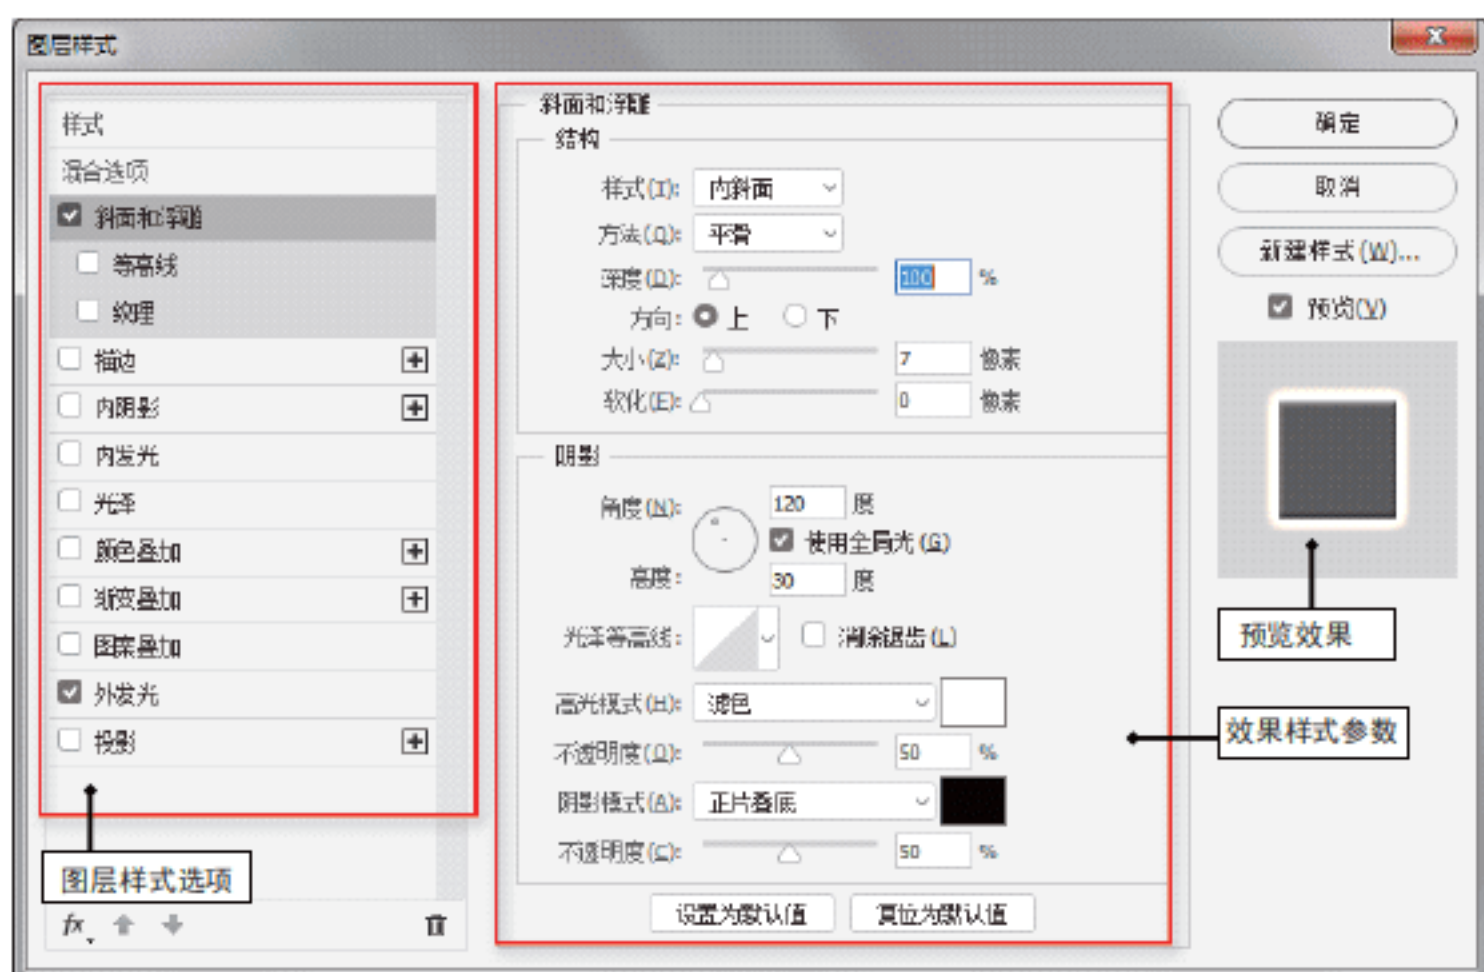 图层样式
样式
混合选项
斜面和浮雕
等高线
纹理
描边
内阴影
内发光
光泽
颜色叠加
渐变叠加
图案叠加
外发光
投影
图层样式选项
fx
斜面和浮雕
结构
样式(T): 内斜面
方法(Q): 平滑
深度(D): 100 %
方向: 上 下
大小(Z): 7 像素
软化(F): 0 像素
阴影
角度(N): 120 度
使用全局光(G)
高度: 30 度
光泽等高线: 消除锯齿(L)
高光模式(H): 滤色
不透明度(O): 50 %
阴影模式(A): 正片叠底
不透明度(C): 50 %
设置为默认值 复位为默认值
确定
取消
新建样式(W)...
预览(V)
预览效果
效果样式参数